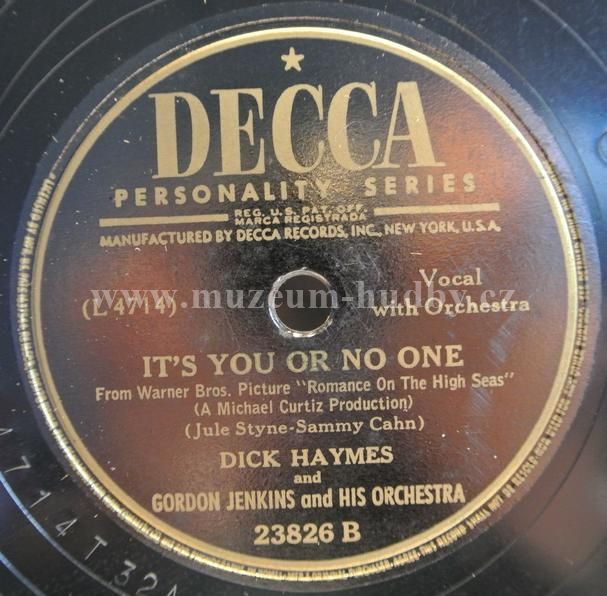 DECCA
PERSONALITY SERIES
REG. U.S. PAT. OFF.
MARCA REGISTRADA
MANUFACTURED BY DECCA RECORDS, INC., NEW YORK, U.S.A.
(L 4714)
Vocal
with Orchestra
www.muzeum-hudby.cz
IT'S YOU OR NO ONE
From Warner Bros. Picture "Romance On The High Seas"
(A Michael Curtiz Production)
(Jule Styne-Sammy Cahn)
DICK HAYMES
and
GORDON JENKINS and HIS ORCHESTRA
23826 B
4714T32A